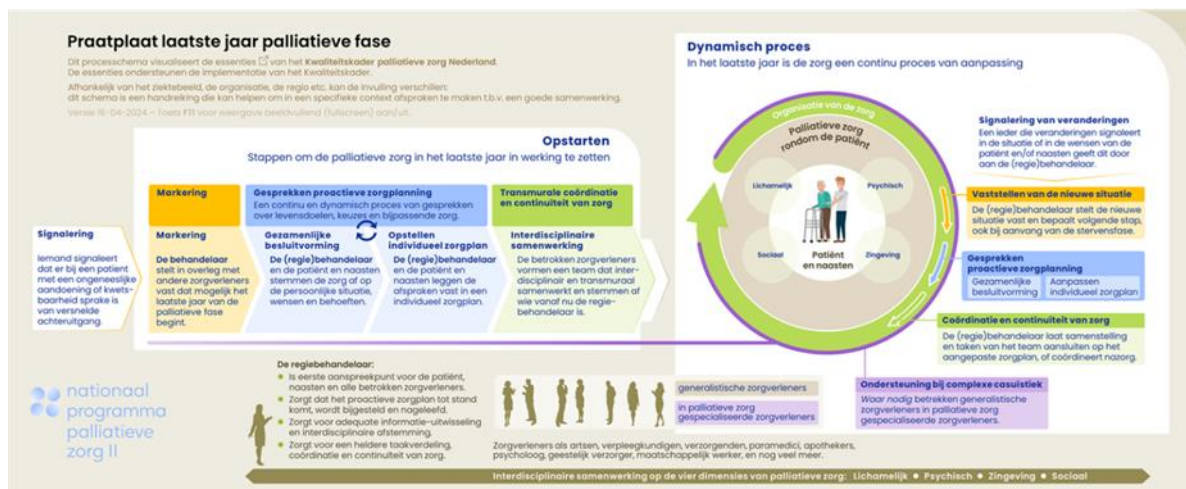 Praatplaat laatste jaar palliatieve fase
Dit processchema visualiseert de essenties van het Kwaliteitskader palliatieve zorg Nederland.
De essenties ondersteunen de implementatie van het Kwaliteitskader.
Afhankelijk van het ziektebeeld, de organisatie, de regio etc. kan de invulling verschillen:
dit schema is een handreiking die kan helpen om in een specifieke context afspraken te maken t.b.v. een goede samenwerking.
Versie 16-04-2024 – Toets F11 voor weergave beeldvullend (fullscreen) aan/uit.
Opstarten
Stappen om de palliatieve zorg in het laatste jaar in werking te zetten
Signalering
Iemand signaleert
dat er bij een patient
met een ongeneeslijke
aandoening of kwets-
baarheid sprake is
van versnelde
achteruitgang.
Markering
Markering
De behandelaar
stelt in overleg met
andere zorgverleners
vast dat mogelijk het
laatste jaar van de
palliatieve fase
begint.
Gesprekken proactieve zorgplanning
Een continu en dynamisch proces van gesprekken
over levensdoelen, keuzes en bijpassende zorg.
Gezamenlijke
besluitvorming
De (regie)behandelaar
en de patiënt en naasten
stemmen de zorg af op
de persoonlijke situatie,
wensen en behoeften.
Opstellen
individueel zorgplan
De (regie)behandelaar
en de patiënt en
naasten leggen de
afspraken vast in een
individueel zorgplan.
Transmurale coördinatie
en continuïteit van zorg
Interdisciplinaire
samenwerking
De betrokken zorgverleners
vormen een team dat inter-
disciplinair en transmuraal
samenwerkt en stemmen af
wie vanaf nu de regie-
behandelaar is.
Dynamisch proces
In het laatste jaar is de zorg een continu proces van aanpassing
Organisatie van de zorg
Palliatieve zorg
rondom de patiënt
Lichamelijk
Psychisch
Sociaal
Zingeving
Patiënt
en naasten
Signalering van veranderingen
Een ieder die veranderingen signaleert
in de situatie of in de wensen van de
patiënt en/of naasten geeft dit door
aan de (regie)behandelaar.
Vaststellen van de nieuwe situatie
De (regie)behandelaar stelt de nieuwe
situatie vast en bepaalt volgende stap,
ook bij aanvang van de stervensfase.
Gesprekken
proactieve zorgplanning
Gezamenlijke
besluitvorming
Aanpassen
individueel zorgplan
Coördinatie en continuïteit van zorg
De (regie)behandelaar laat samenstelling
en taken van het team aansluiten op het
aangepaste zorgplan, of coördineert nazorg.
Ondersteuning bij complexe casuïstiek
Waar nodig betrekken generalistische
zorgverleners in palliatieve zorg
gespecialiseerde zorgverleners.
nationaal
programma
palliatieve
zorg II
De regiebehandelaar:
Is eerste aanspreekpunt voor de patiënt,
naasten en alle betrokken zorgverleners.
Zorgt dat het proactieve zorgplan tot stand
komt, wordt bijgesteld en nageleefd.
Zorgt voor adequate informatie-uitwisseling
en interdisciplinaire afstemming.
Zorgt voor een heldere taakverdeling,
coördinatie en continuïteit van zorg.
generalistische zorgverleners
in palliatieve zorg
gespecialiseerde zorgverleners
Zorgverleners als artsen, verpleegkundigen, verzorgenden, paramedici, apothekers,
psycholoog, geestelijk verzorger, maatschappelijk werker, en nog veel meer.
Interdisciplinaire samenwerking op de vier dimensies van palliatieve zorg: Lichamelijk • Psychisch • Zingeving • Sociaal